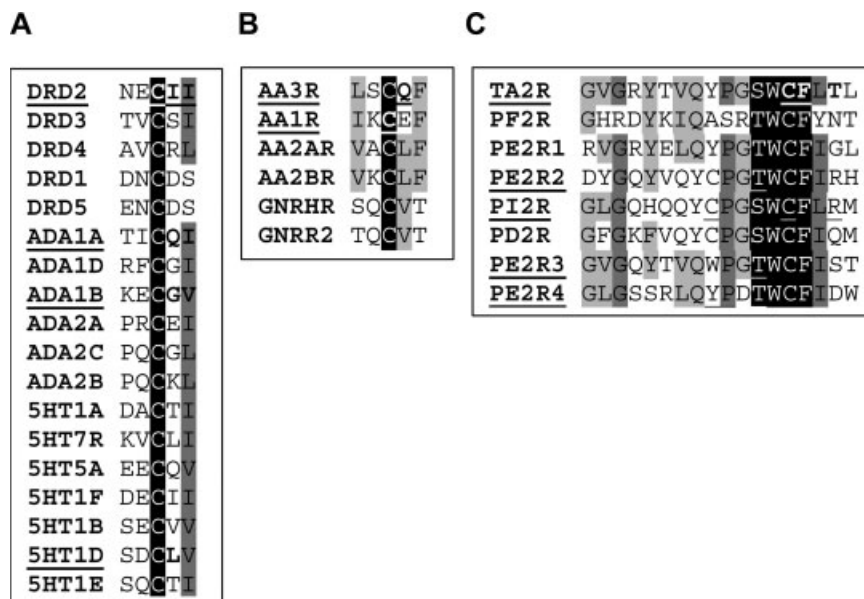 A
DRD2 NECII
DRD3 TVCSI
DRD4 AVCRL
DRD1 DNCDS
DRD5 ENCDS
ADA1A TICQI
ADA1D RFCGI
ADA1B KECGV
ADA2A PRCEI
ADA2C PQCGL
ADA2B PQCKL
5HT1A DACTI
5HT7R KVCLI
5HT5A EECQV
5HT1F DECII
5HT1B SECVV
5HT1D SDCLV
5HT1E SQCTI
B
AA3R LSCQF
AA1R IKCEF
AA2AR VACLF
AA2BR VKCLF
GNRHR SQCVT
GNRR2 TQCVT
C
TA2R GVGRYTVQYPGSWCFLTL
PF2R GHRDYKIQASRTWCFYNT
PE2R1 RVGRYELQYPGTWCFIGL
PE2R2 DYGQYVQYCPGTWCFIRH
PI2R GLGQHQQYCPGSWCFLRM
PD2R GFGKFVQYCPGTWCFIQM
PE2R3 GVGQYTVQWPGTWCFIST
PE2R4 GLGSSRLQYPDTWCFIDW